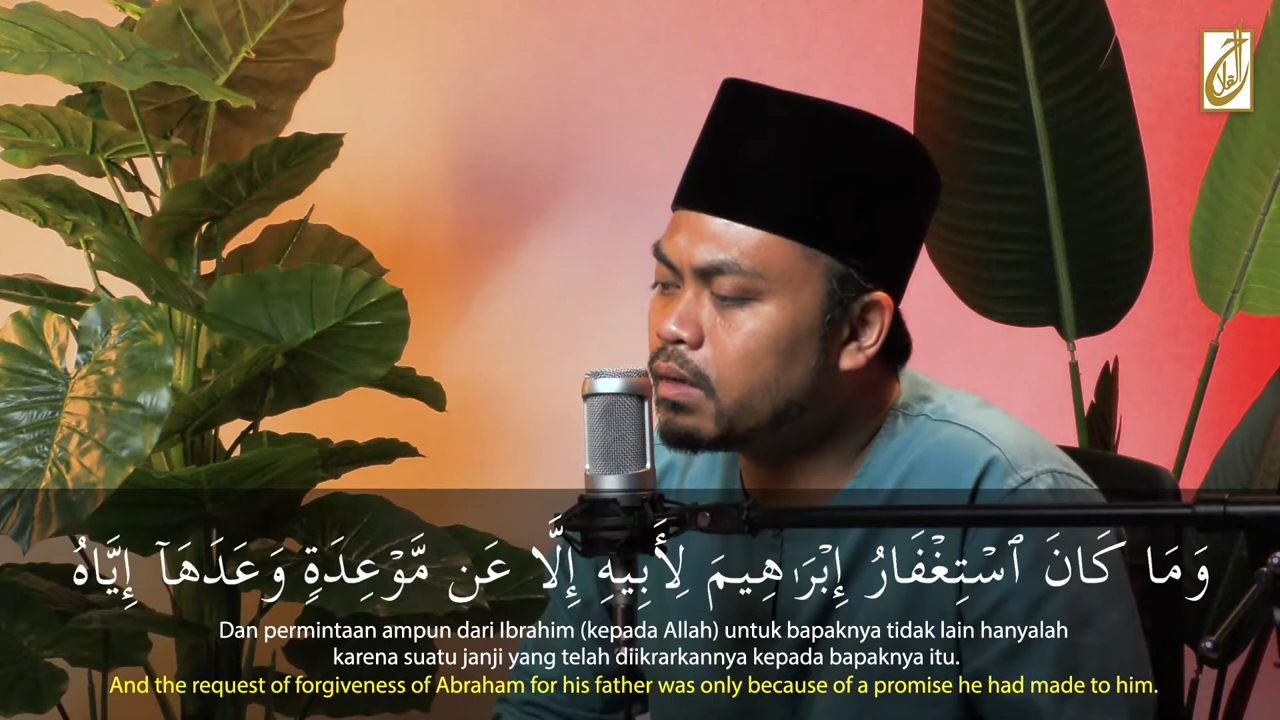 وَمَا كَانَ ٱسْتِغْفَارُ إِبْرَٰهِيمَ لِأَبِيهِ إِلَّا عَن مَّوْعِدَةٍ وَعَدَهَآ إِيَّاهُ
Dan permintaan ampun dari Ibrahim (kepada Allah) untuk bapaknya tidak lain hanyalah
karena suatu janji yang telah diikrarkannya kepada bapaknya itu.
And the request of forgiveness of Abraham for his father was only because of a promise he had made to him.